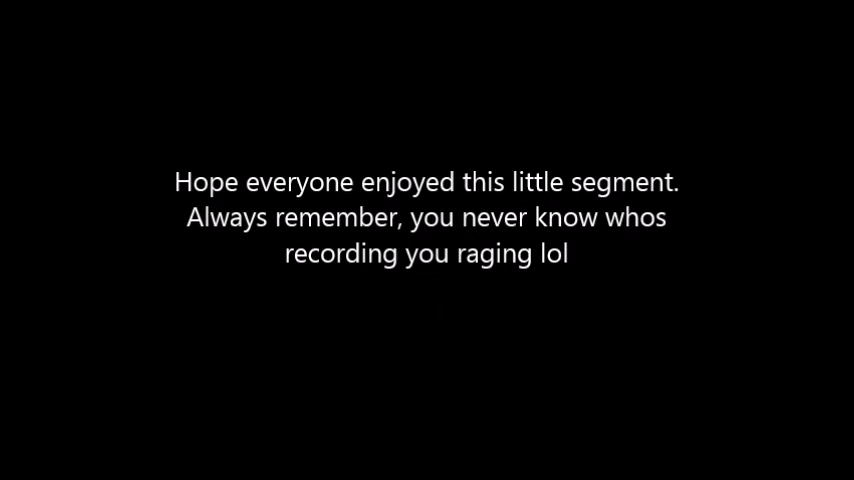 Hope everyone enjoyed this little segment.
Always remember, you never know whos
recording you raging lol